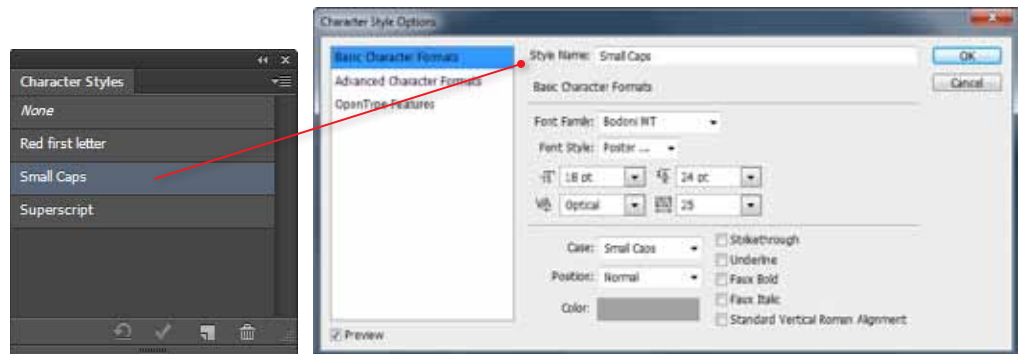 Character Styles
None
Red first letter
Small Caps
Superscript
Character Style Options
Basic Character Formats
Advanced Character Formats
OpenType Features
Preview
Style Name: Small Caps
Basic Character Formats
Font Family: Bodoni MT
Font Style: Poster ...
18 pt 24 pt
Optical 25
Case: Small Caps
Position: Normal
Color:
Strikethrough
Underline
Faux Bold
Faux Italic
Standard Vertical Roman Alignment
OK
Cancel